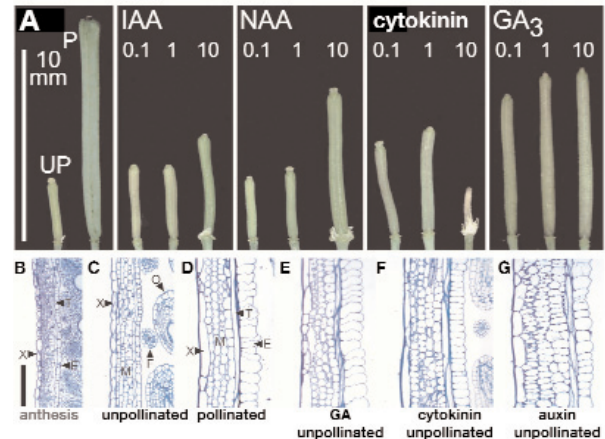 A P IAA NAA cytokinin GA3
0.1 1 10 0.1 1 10 0.1 1 10 0.1 1 10
10 mm
UP
B C D E F G
O
X X T
X E M F M E
anthesis unpollinated pollinated GA unpollinated cytokinin unpollinated auxin unpollinated